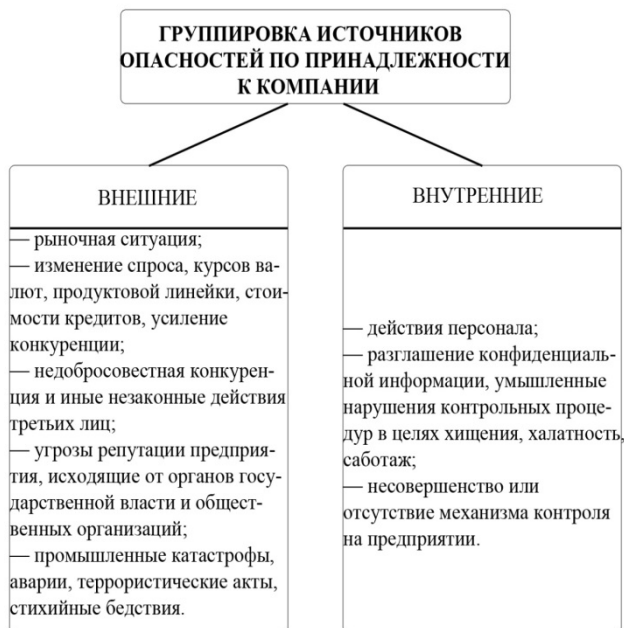 ГРУППИРОВКА ИСТОЧНИКОВ
ОПАСНОСТЕЙ ПО ПРИНАДЛЕЖНОСТИ
К КОМПАНИИ
ВНЕШНИЕ
— рыночная ситуация;
— изменение спроса, курсов ва-
лют, продуктовой линейки, стои-
мости кредитов, усиление
конкуренции;
— недобросовестная конкурен-
ция и иные незаконные действия
третьих лиц;
— угрозы репутации предприя-
тия, исходящие от органов госу-
дарственной власти и общест-
венных организаций;
— промышленные катастрофы,
аварии, террористические акты,
стихийные бедствия.
ВНУТРЕННИЕ
— действия персонала;
— разглашение конфиденциаль-
ной информации, умышленные
нарушения контрольных проце-
дур в целях хищения, халатность,
саботаж;
— несовершенство или
отсутствие механизма контроля
на предприятии.